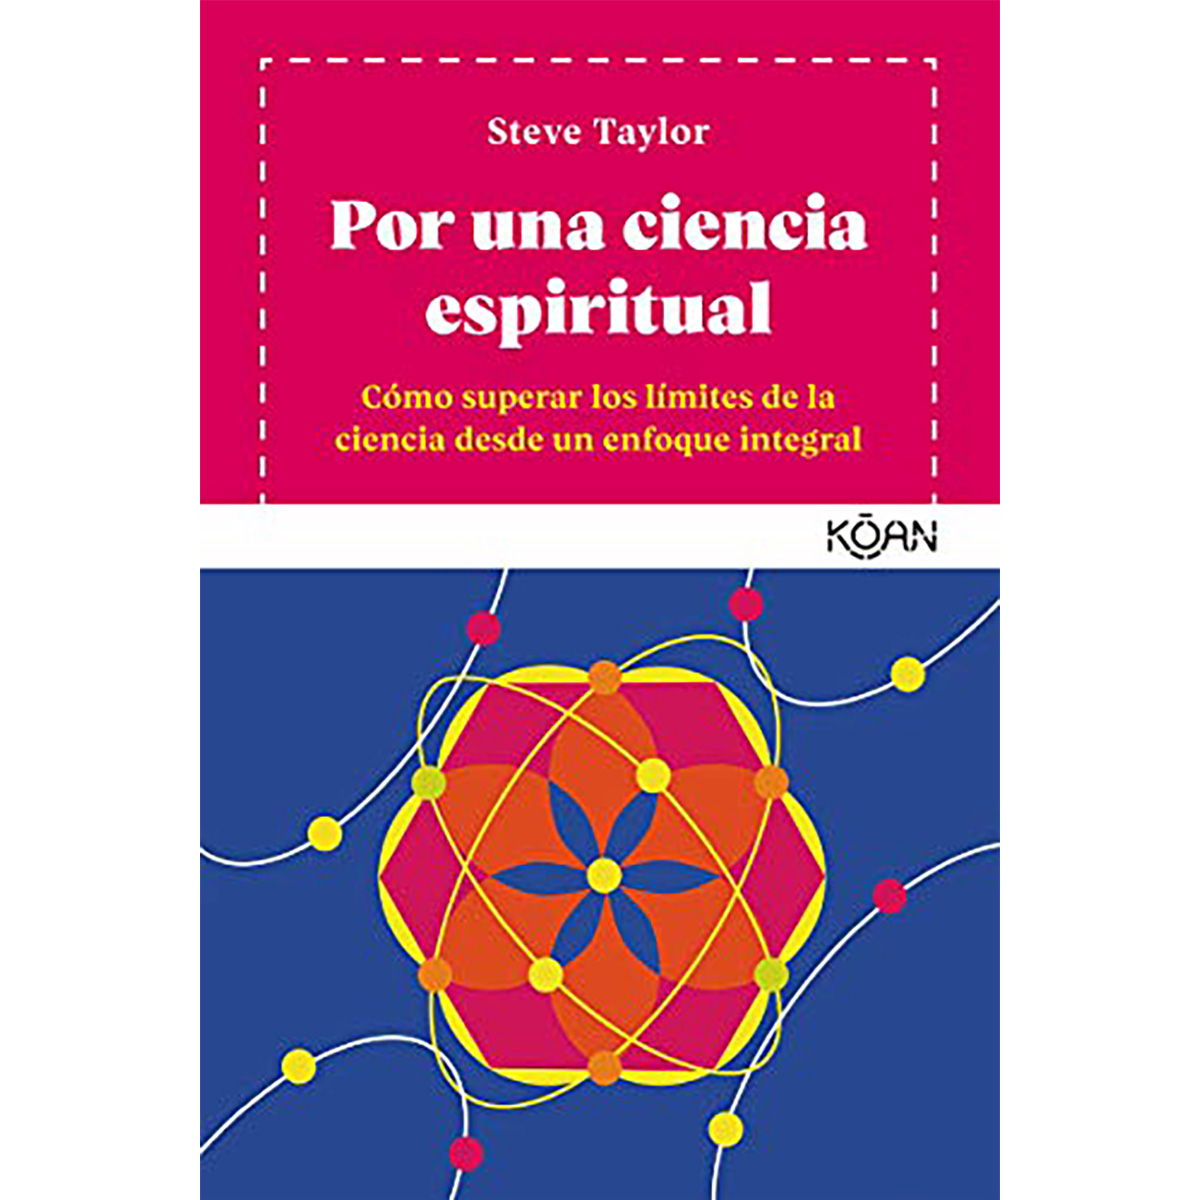 Steve Taylor
Por una ciencia
espiritual
Cómo superar los límites de la
ciencia desde un enfoque integral
KŌAN